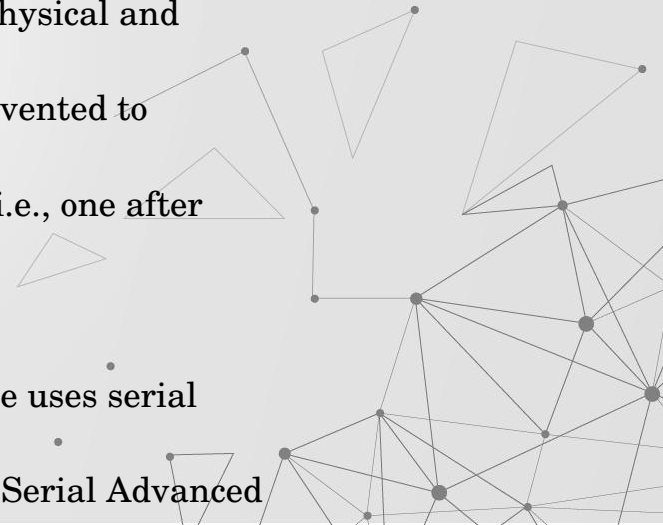 hysical and
vented to
i.e., one after
e uses serial
Serial Advanced